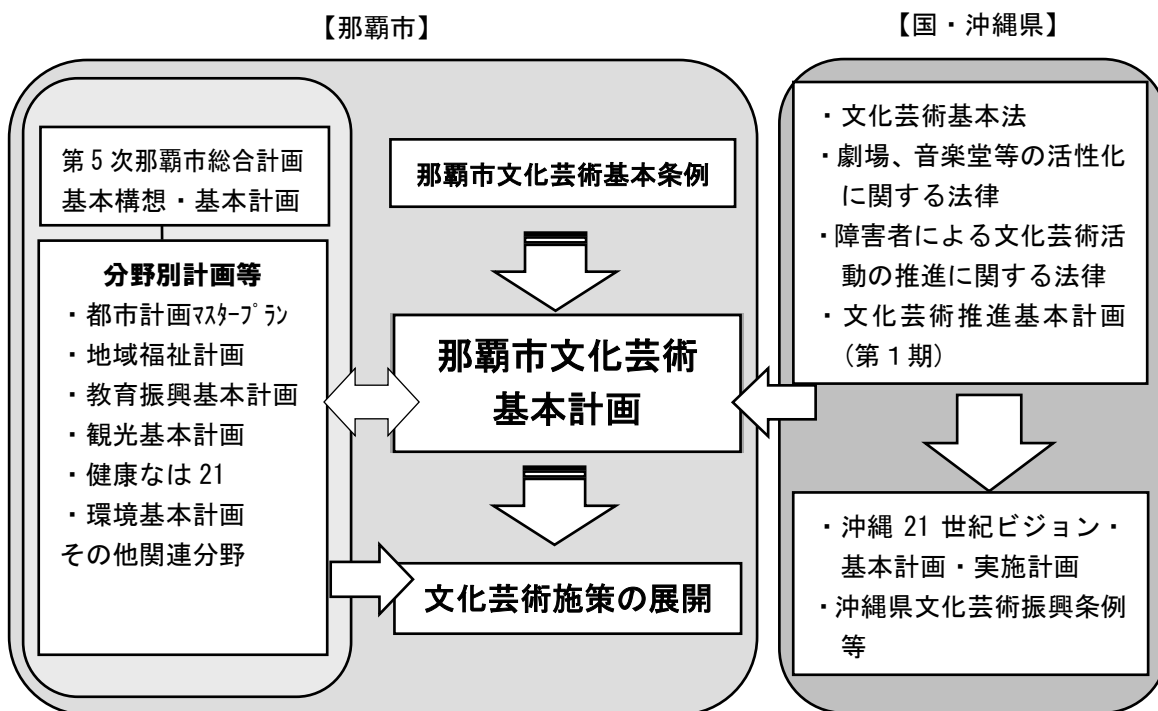 【那覇市】
【国・沖縄県】
第5次那覇市総合計画
基本構想・基本計画
分野別計画等
・都市計画ﾏｽﾀｰﾌﾟﾗﾝ
・地域福祉計画
・教育振興基本計画
・観光基本計画
・健康なは21
・環境基本計画
その他関連分野
那覇市文化芸術基本条例
那覇市文化芸術
基本計画
文化芸術施策の展開
・文化芸術基本法
・劇場、音楽堂等の活性化
に関する法律
・障害者による文化芸術活
動の推進に関する法律
・文化芸術推進基本計画
(第1期)
・沖縄21世紀ビジョン・
基本計画・実施計画
・沖縄県文化芸術振興条例
等